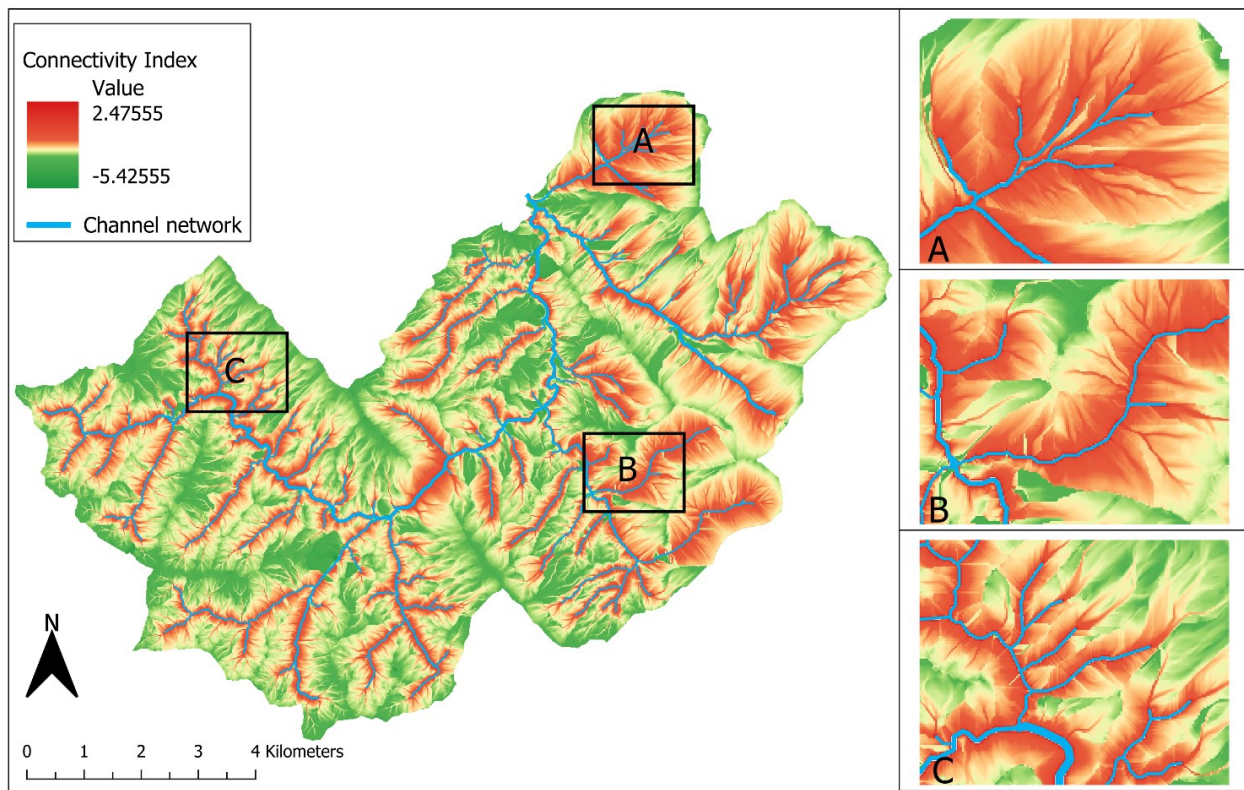 Connectivity Index
Value
2.47555
-5.42555
Channel network
A
B
C
N
0 1 2 3 4 Kilometers
A
B
C